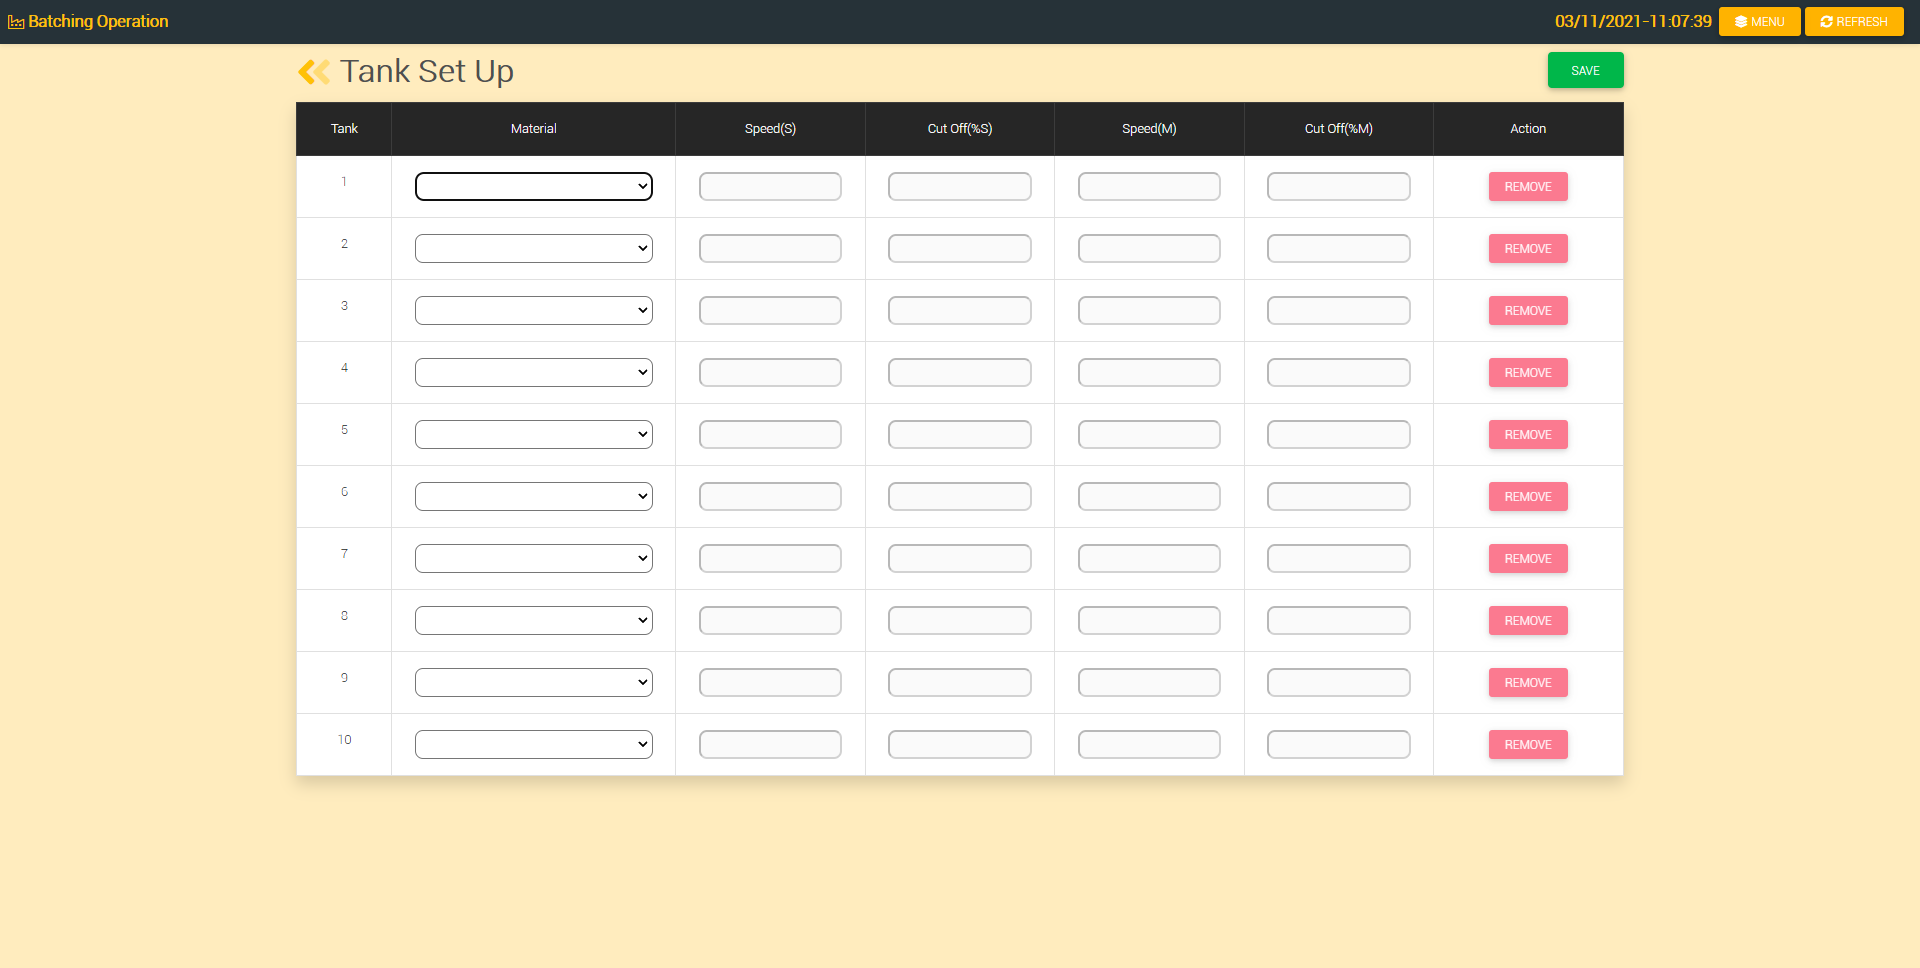 Batching Operation 03/11/2021-11:07:39 MENU REFRESH
Tank Set Up SAVE
Tank Material Speed(S) Cut Off(%S) Speed(M) Cut Off(%M) Action
1 REMOVE
2 REMOVE
3 REMOVE
4 REMOVE
5 REMOVE
6 REMOVE
7 REMOVE
8 REMOVE
9 REMOVE
10 REMOVE